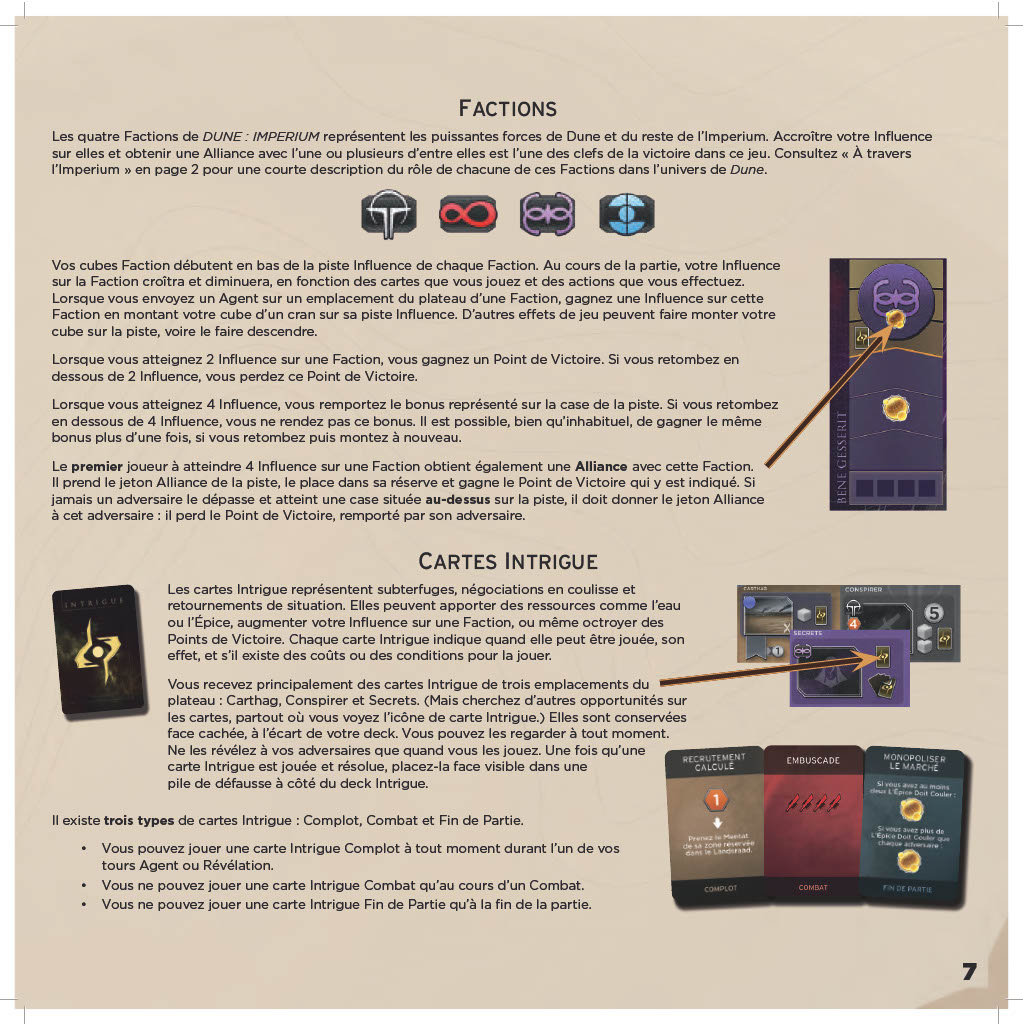 FACTIONS
Les quatre Factions de DUNE : IMPERIUM représentent les puissantes forces de Dune et du reste de l'Imperium. Accroître votre Influence
sur elles et obtenir une Alliance avec l'une ou plusieurs d'entre elles est l'une des clefs de la victoire dans ce jeu. Consultez « À travers
l'Imperium » en page 2 pour une courte description du rôle de chacune de ces Factions dans l'univers de Dune.
Vos cubes Faction débutent en bas de la piste Influence de chaque Faction. Au cours de la partie, votre Influence
sur la Faction croîtra et diminuera, en fonction des cartes que vous jouez et des actions que vous effectuez.
Lorsque vous envoyez un Agent sur un emplacement du plateau d'une Faction, gagnez une Influence sur cette
Faction en montant votre cube d'un cran sur sa piste Influence. D'autres effets de jeu peuvent faire monter votre
cube sur la piste, voire le faire descendre.
Lorsque vous atteignez 2 Influence sur une Faction, vous gagnez un Point de Victoire. Si vous retombez en
dessous de 2 Influence, vous perdez ce Point de Victoire.
Lorsque vous atteignez 4 Influence, vous remportez le bonus représenté sur la case de la piste. Si vous retombez
en dessous de 4 Influence, vous ne rendez pas ce bonus. Il est possible, bien qu'inhabituel, de gagner le même
bonus plus d'une fois, si vous retombez puis montez à nouveau.
Le premier joueur à atteindre 4 Influence sur une Faction obtient également une Alliance avec cette Faction.
Il prend le jeton Alliance de la piste, le place dans sa réserve et gagne le Point de Victoire qui y est indiqué. Si
jamais un adversaire le dépasse et atteint une case située au-dessus sur la piste, il doit donner le jeton Alliance
à cet adversaire : il perd le Point de Victoire, remporté par son adversaire.
BENE GESSERIT
CARTES INTRIGUE
INTRIGUE
Les cartes Intrigue représentent subterfuges, négociations en coulisse et
retournements de situation. Elles peuvent apporter des ressources comme l'eau
ou l'Épice, augmenter votre Influence sur une Faction, ou même octroyer des
Points de Victoire. Chaque carte Intrigue indique quand elle peut être jouée, son
effet, et s'il existe des coûts ou des conditions pour la jouer.
Vous recevez principalement des cartes Intrigue de trois emplacements du
plateau : Carthag, Conspirer et Secrets. (Mais cherchez d'autres opportunités sur
les cartes, partout où vous voyez l'icône de carte Intrigue.) Elles sont conservées
face cachée, à l'écart de votre deck. Vous pouvez les regarder à tout moment.
Ne les révélez à vos adversaires que quand vous les jouez. Une fois qu'une
carte Intrigue est jouée et résolue, placez-la face visible dans une
pile de défausse à côté du deck Intrigue.
CARTHAG
X
1
CONSPIRER
4
5
SECRETS
Il existe trois types de cartes Intrigue : Complot, Combat et Fin de Partie.
• Vous pouvez jouer une carte Intrigue Complot à tout moment durant l'un de vos
tours Agent ou Révélation.
• Vous ne pouvez jouer une carte Intrigue Combat qu'au cours d'un Combat.
• Vous ne pouvez jouer une carte Intrigue Fin de Partie qu'à la fin de la partie.
RECRUTEMENT
CALCULÉ
1
Prenez le Mentat
de sa zone réservée
dans le Landsraad.
COMPLOT
EMBUSCADE
COMBAT
MONOPOLISER
LE MARCHÉ
Si vous avez au moins
deux L'Épice Doit Couler :
Si vous avez plus de
L'Épice Doit Couler que
chaque adversaire :
FIN DE PARTIE
7